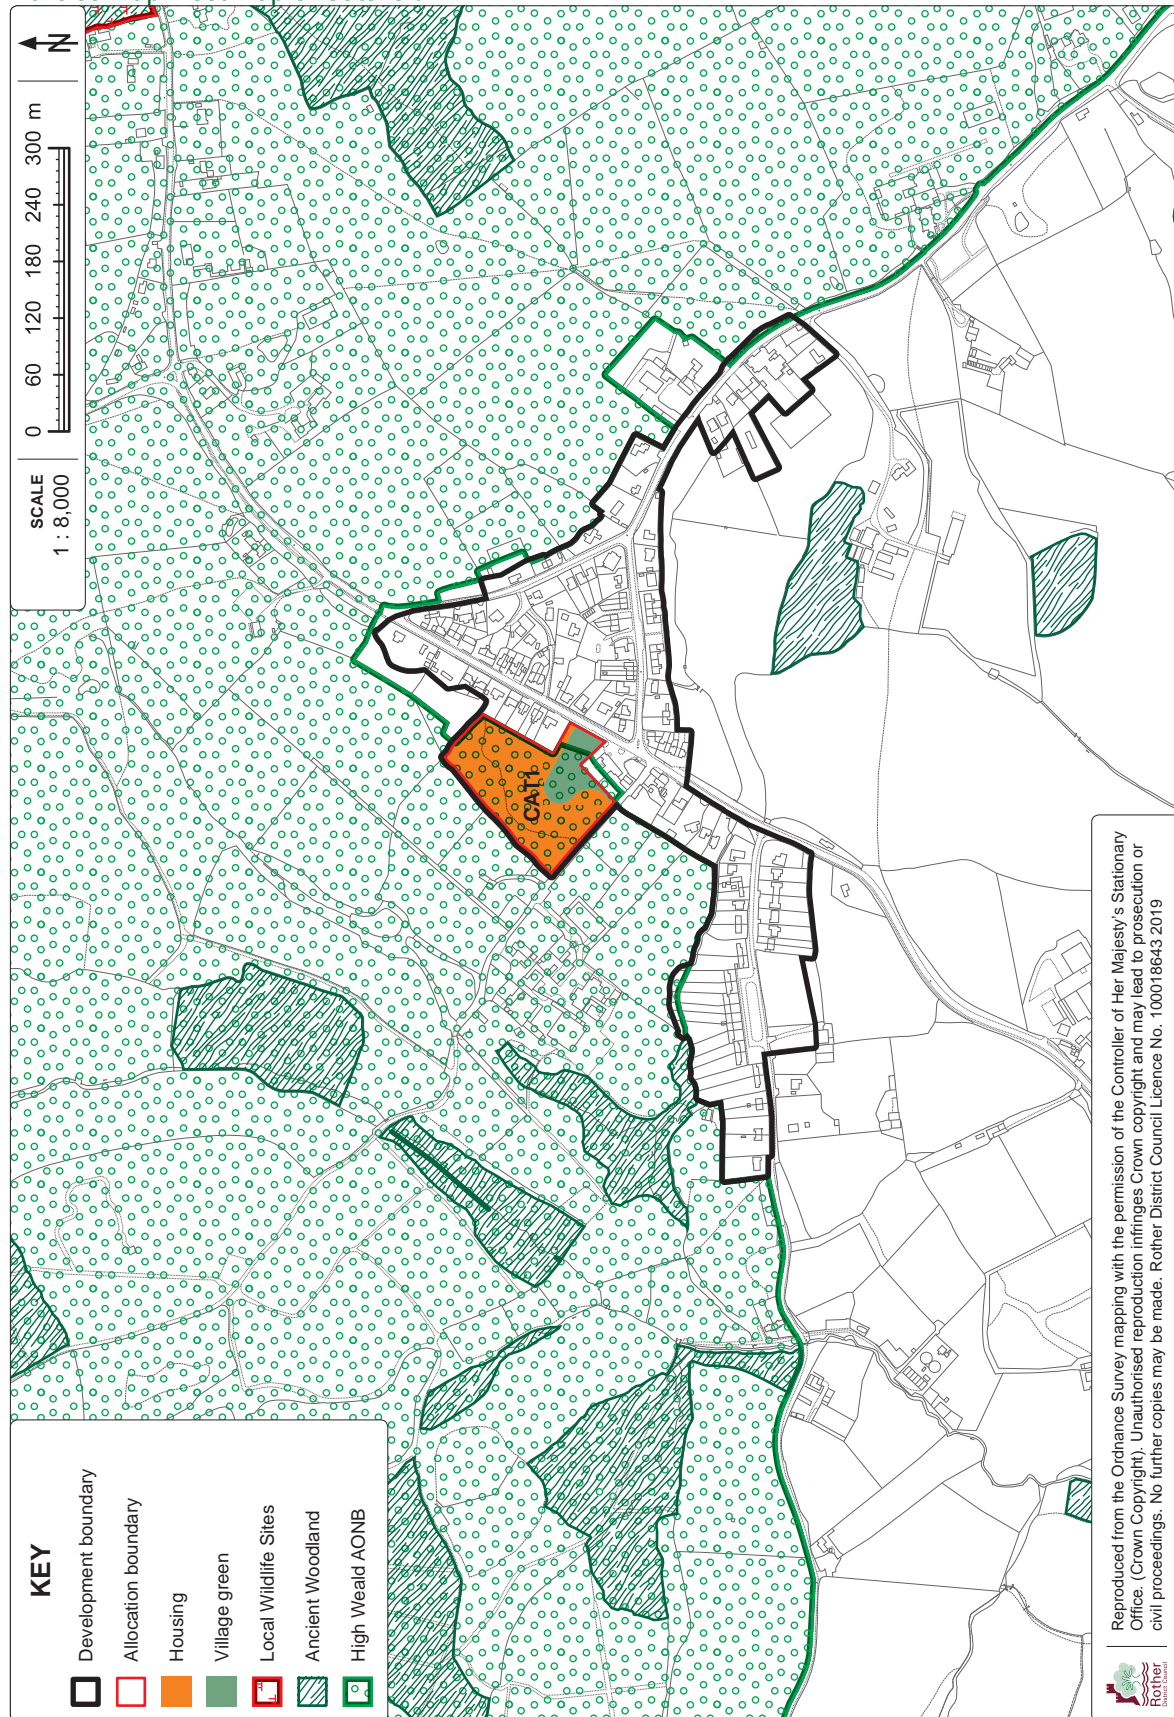 KEY
Development boundary
Allocation boundary
Housing
Village green
Local Wildlife Sites
Ancient Woodland
High Weald AONB
SCALE
1 : 8,000
0 60 120 180 240 300 m
N
CAT1
Rother
District Council
Reproduced from the Ordnance Survey mapping with the permission of the Controller of Her Majesty's Stationary
Office. (Crown Copyright). Unauthorised reproduction infringes Crown copyright and may lead to prosecution or
civil proceedings. No further copies may be made. Rother District Council Licence No. 100018643 2019